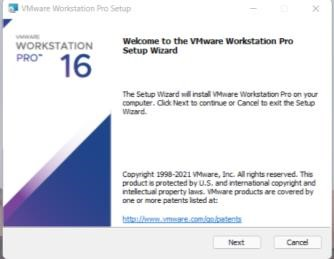 VMware Workstation Pro Setup
VMWARE
WORKSTATION
PRO™
16
Welcome to the VMware Workstation Pro
Setup Wizard
The Setup Wizard will install VMware Workstation Pro on your
computer. Click Next to continue or Cancel to exit the Setup
Wizard.
Copyright 1998-2021 VMware, Inc. All rights reserved. This
product is protected by U.S. and international copyright and
intellectual property laws. VMware products are covered by
one or more patents listed at:
http://www.vmware.com/go/patents
Next
Cancel